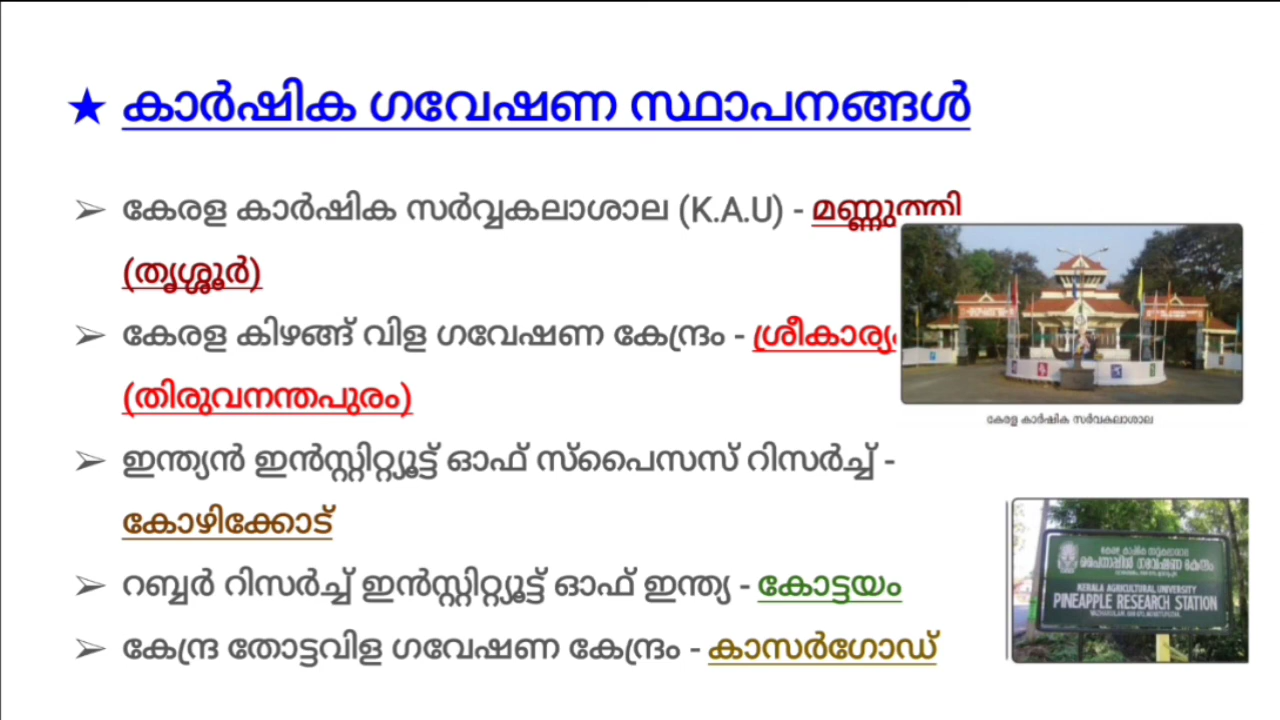 ★ കാർഷിക ഗവേഷണ സ്ഥാപനങ്ങൾ
➢ കേരള കാർഷിക സർവ്വകലാശാല (K.A.U) - മണ്ണുത്തി
(തൃശ്ശൂർ)
➢ കേരള കിഴങ്ങ് വിള ഗവേഷണ കേന്ദ്രം - ശ്രീകാര്യം
(തിരുവനന്തപുരം)
കേരള കാർഷിക സർവകലാശാല
➢ ഇന്ത്യൻ ഇൻസ്റ്റിറ്റ്യൂട്ട് ഓഫ് സ്പൈസസ് റിസർച്ച് -
കോഴിക്കോട്
➢ റബ്ബർ റിസർച്ച് ഇൻസ്റ്റിറ്റ്യൂട്ട് ഓഫ് ഇന്ത്യ - കോട്ടയം
➢ കേന്ദ്ര തോട്ടവിള ഗവേഷണ കേന്ദ്രം - കാസർഗോഡ്
പൈനാപ്പിൾ ഗവേഷണ കേന്ദ്രം
KERALA AGRICULTURAL UNIVERSITY
PINEAPPLE RESEARCH STATION